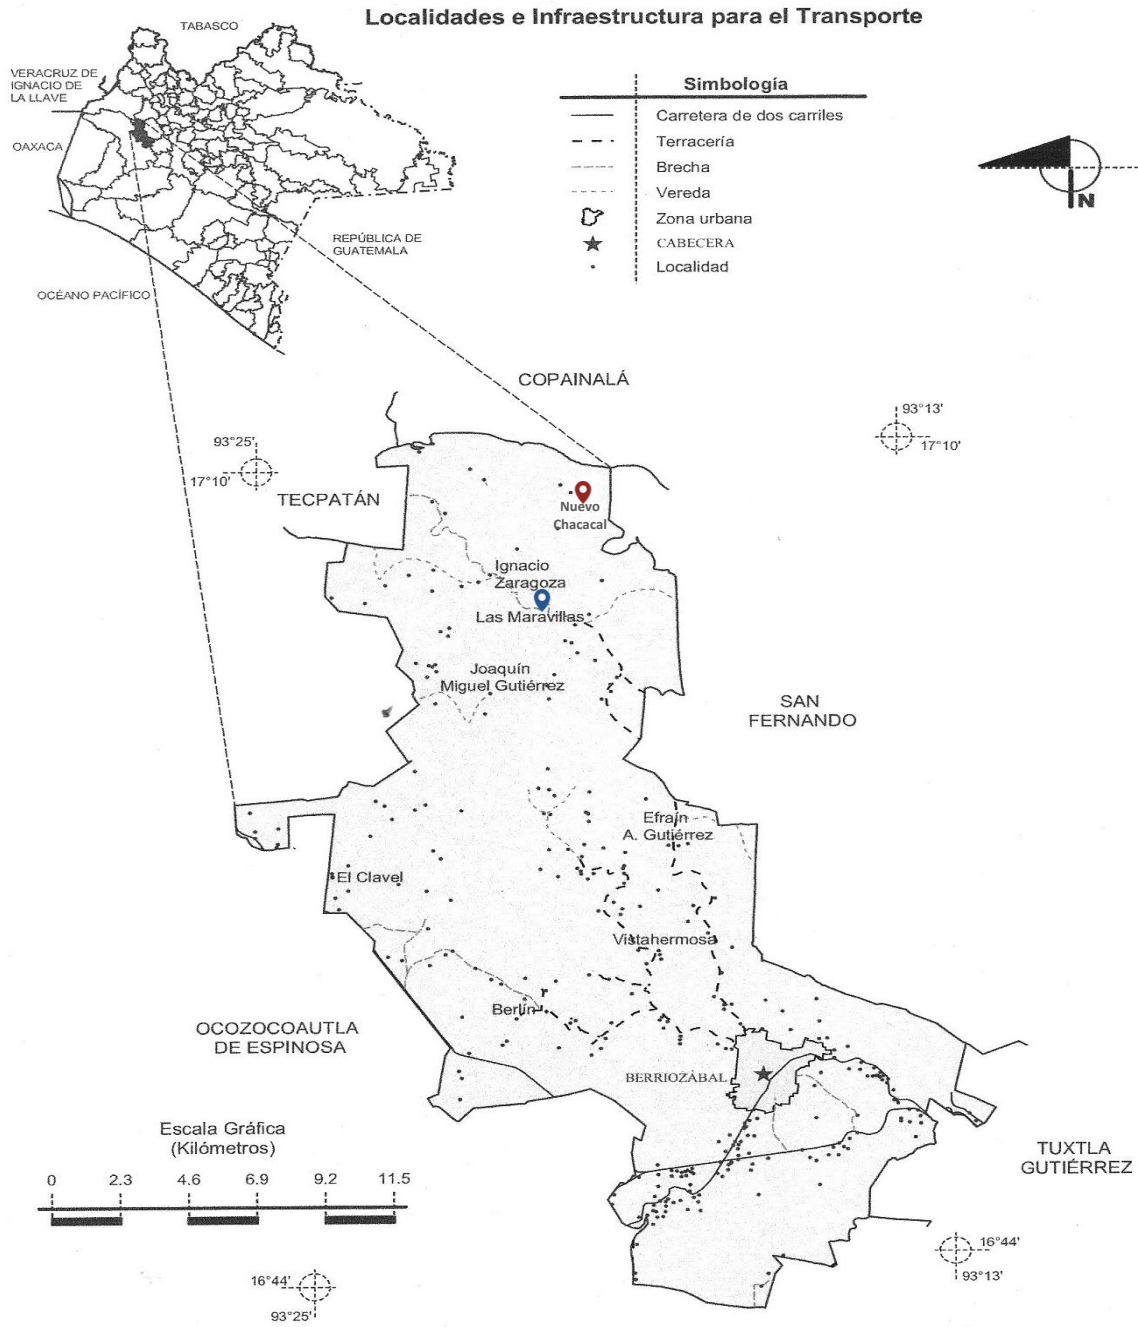 Localidades e Infraestructura para el Transporte
TABASCO
VERACRUZ DE
IGNACIO DE
LA LLAVE
OAXACA
REPÚBLICA DE
GUATEMALA
OCÉANO PACÍFICO
Simbología
Carretera de dos carriles
Terracería
Brecha
Vereda
Zona urbana
CABECERA
Localidad
N
COPAINALÁ
93°25'
17°10'
93°13'
17°10'
TECPATÁN
Nuevo
Chacacal
Ignacio
Zaragoza
Las Maravillas
Joaquín
Miguel Gutiérrez
SAN
FERNANDO
Efraín
A. Gutiérrez
El Clavel
Vistahermosa
Berlín
OCOZOCOAUTLA
DE ESPINOSA
BERRIOZÁBAL
TUXTLA
GUTIÉRREZ
Escala Gráfica
(Kilómetros)
0 2.3 4.6 6.9 9.2 11.5
16°44'
93°25'
16°44'
93°13'